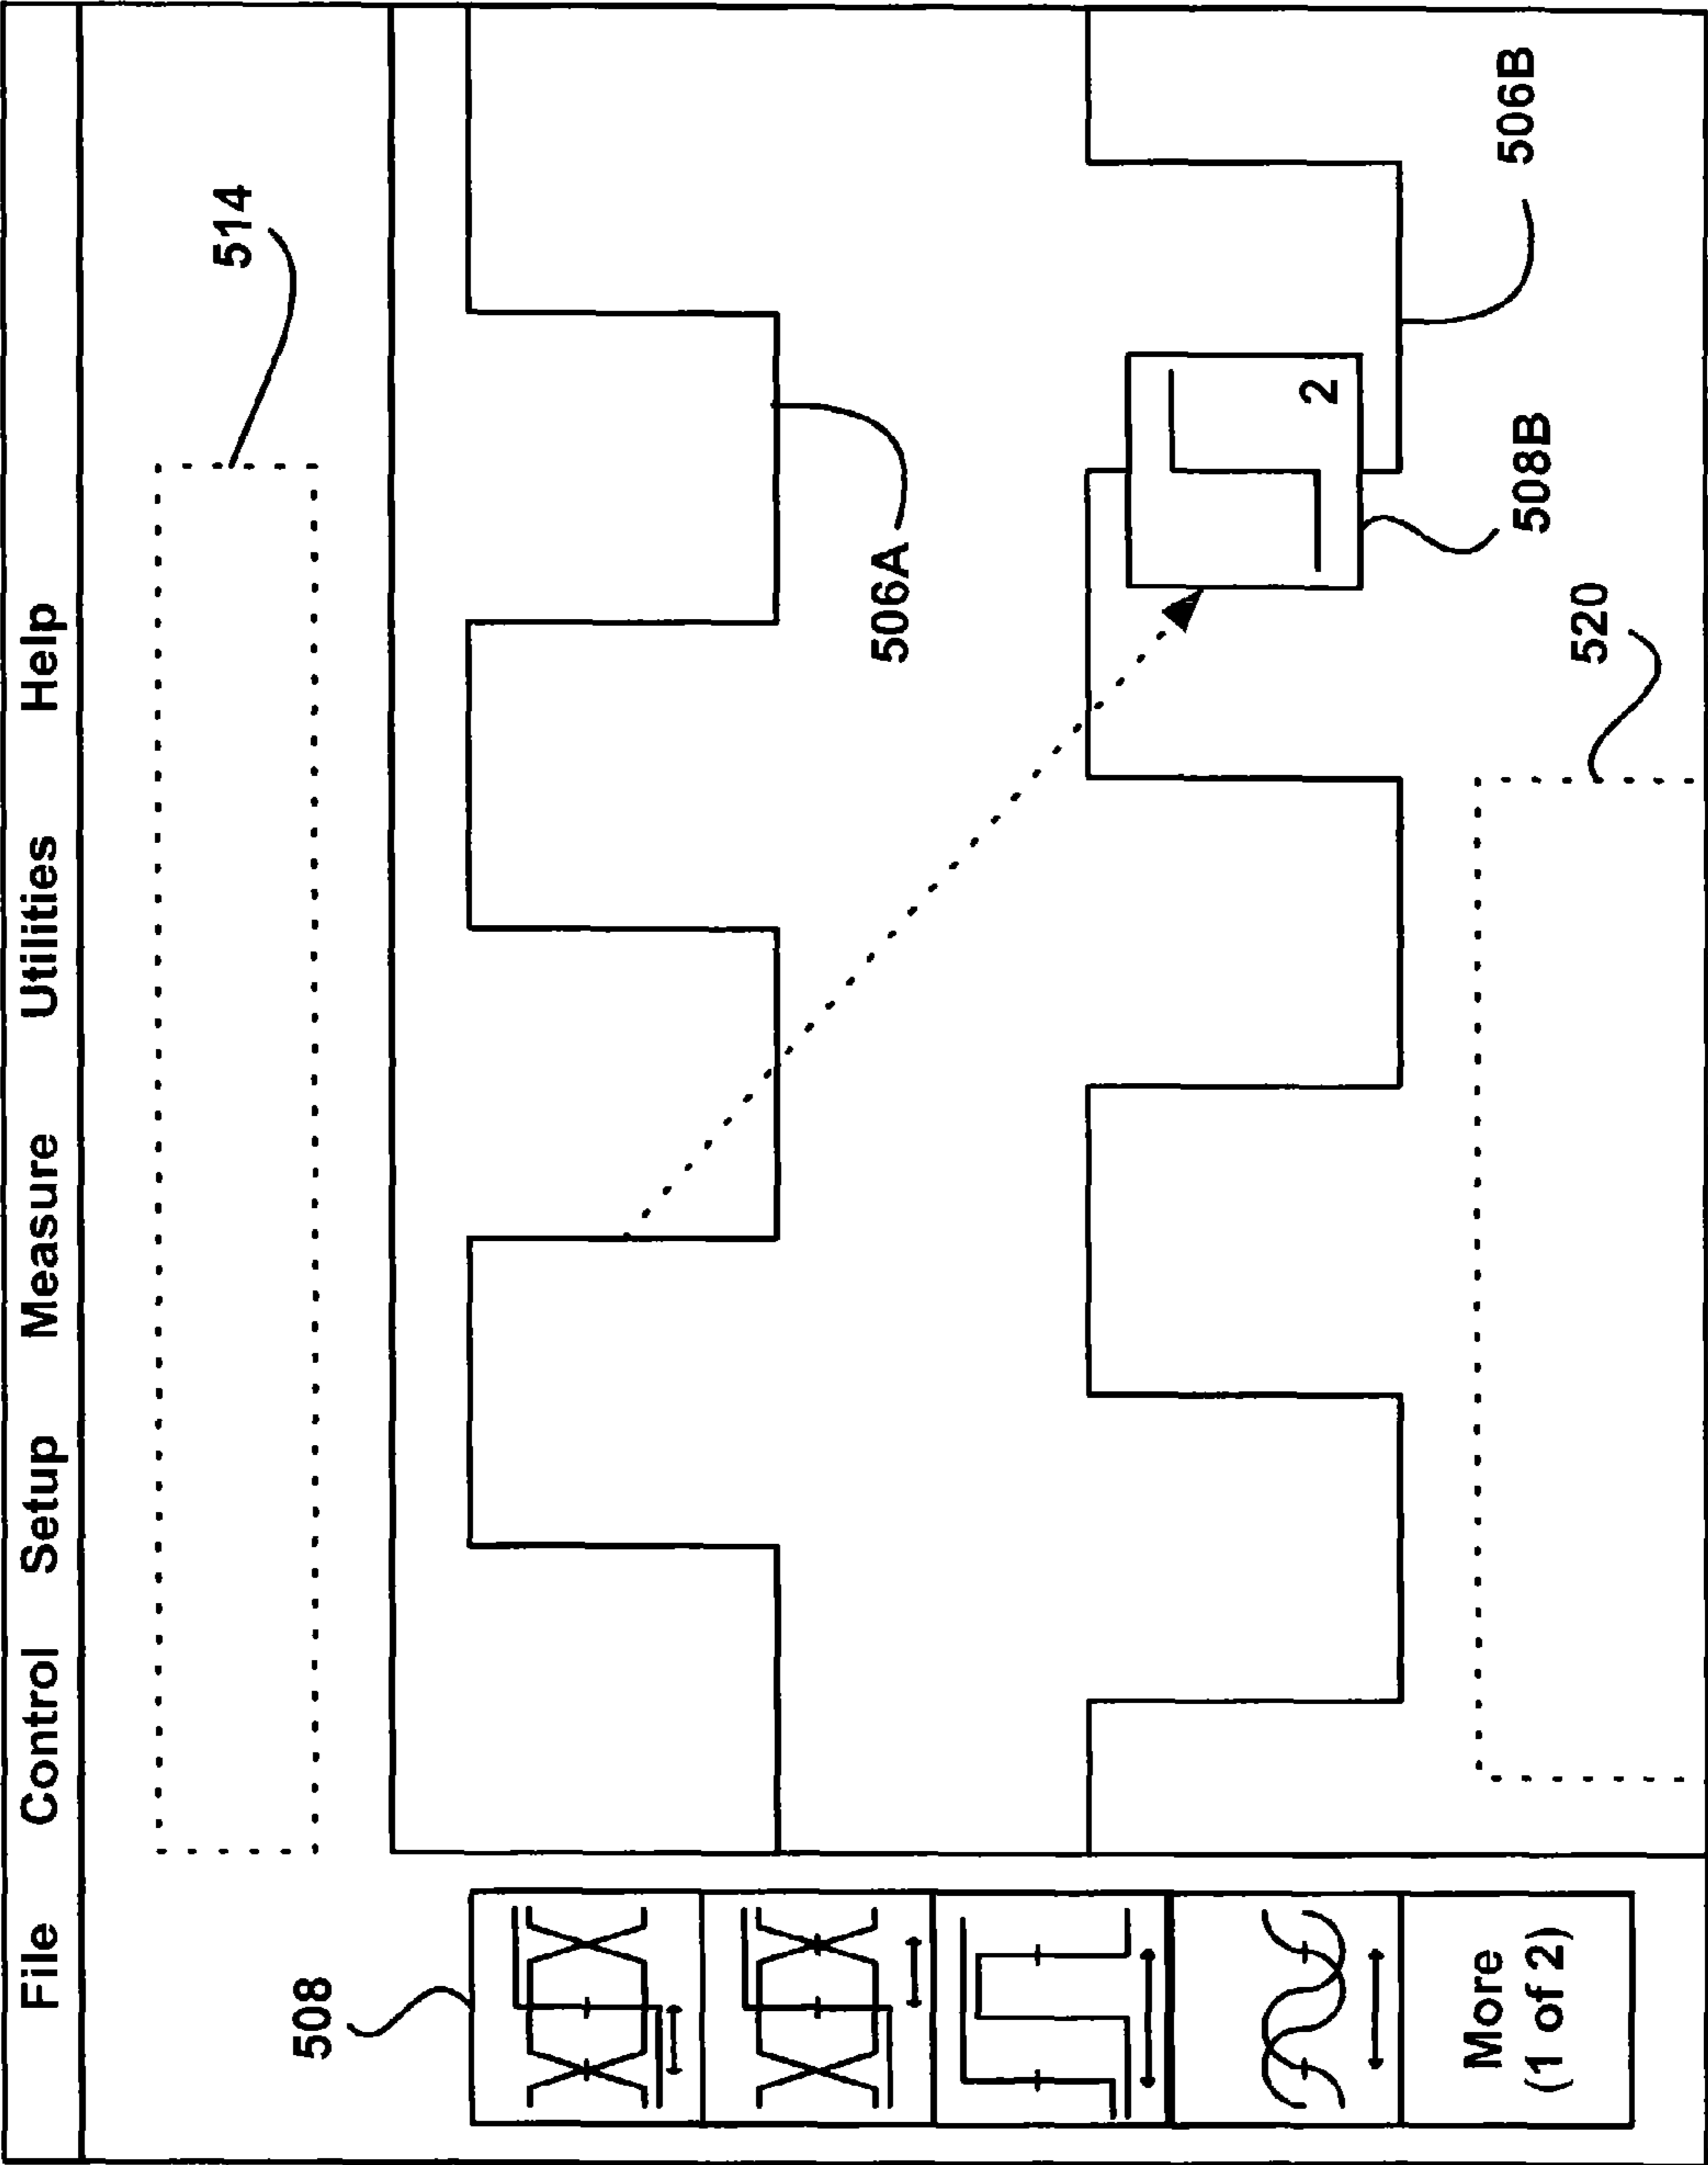 File Control Setup Measure Utilities Help
514
508
506A
2
508B
506B
520
More
(1 of 2)